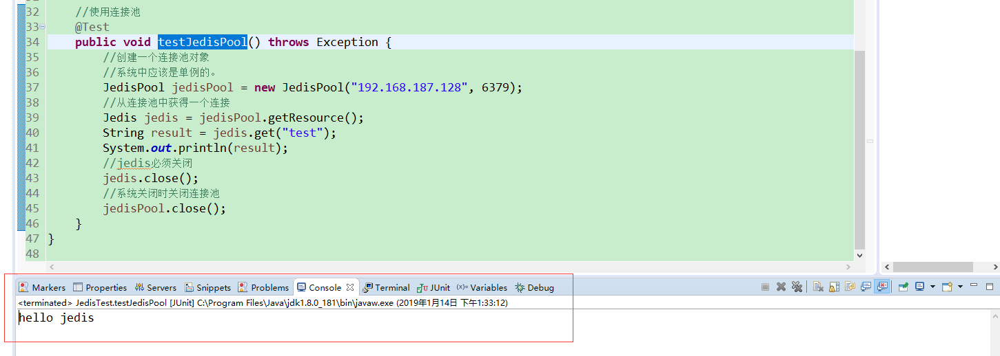 32 //使用连接池
33 @Test
34 public void testJedisPool() throws Exception {
35 //创建一个连接池对象
36 //系统中应该是单例的。
37 JedisPool jedisPool = new JedisPool("192.168.187.128", 6379);
38 //从连接池中获得一个连接
39 Jedis jedis = jedisPool.getResource();
40 String result = jedis.get("test");
41 System.out.println(result);
42 //jedis必须关闭
43 jedis.close();
44 //系统关闭时关闭连接池
45 jedisPool.close();
46 }
47 }
48
Markers Properties Servers Snippets Problems Console Terminal JUnit Variables Debug
<terminated> JedisTest.testJedisPool [JUnit] C:\Program Files\Java\jdk1.8.0_181\bin\javaw.exe (2019年1月14日 下午1:33:12)
hello jedis